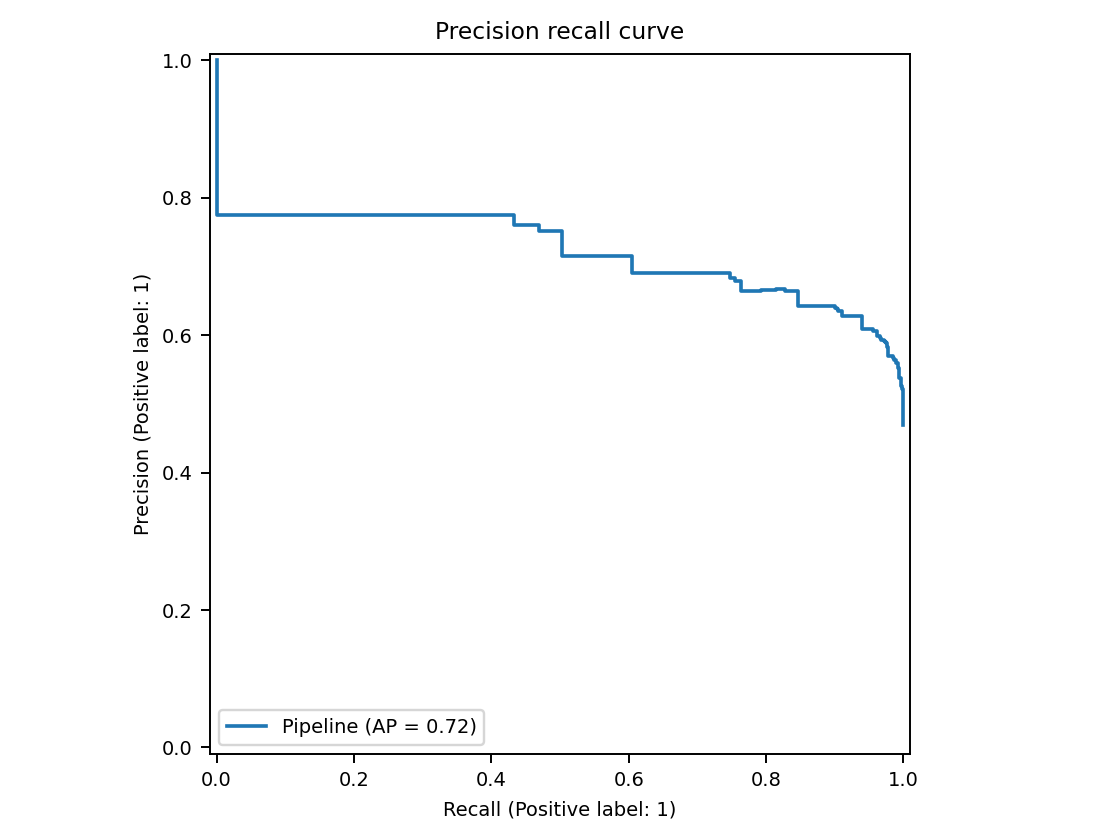 Precision recall curve
1.0
0.8
0.6
0.4
0.2
0.0
Precision (Positive label: 1)
Pipeline (AP = 0.72)
0.0 0.2 0.4 0.6 0.8 1.0
Recall (Positive label: 1)